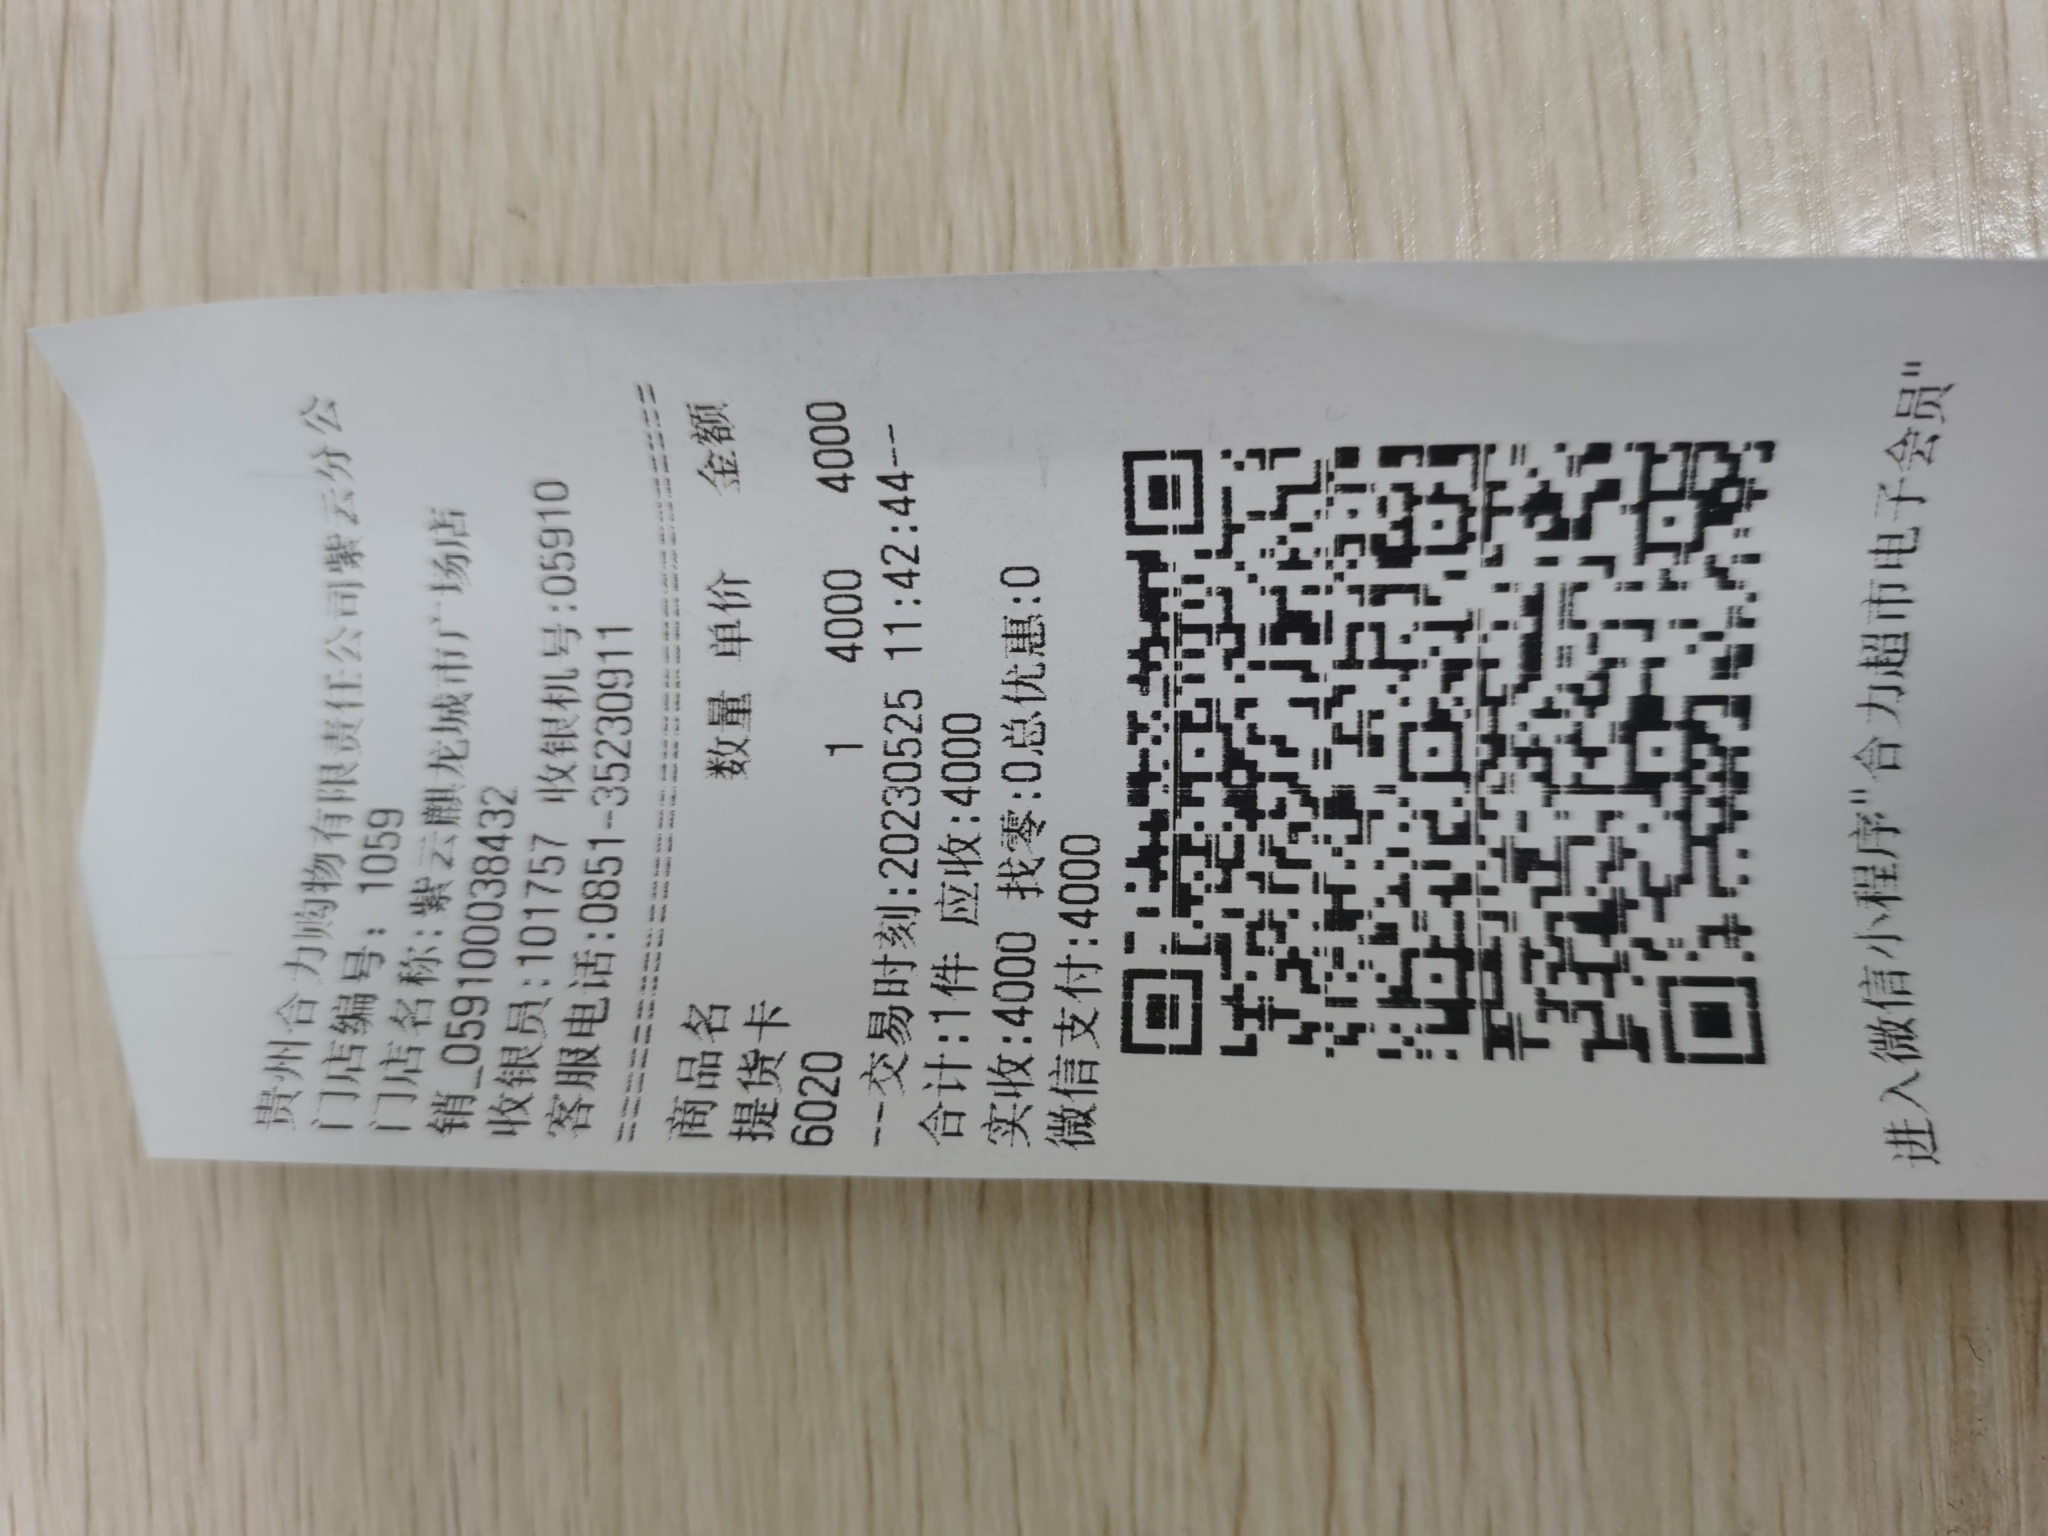 贵州合力购物有限责任公司紫云分公
门店编号: 1059
门店名称:紫云麒龙城市广场店
销_0591000038432
收银员:101757 收银机号:059910
客服电话:0851-35230911
================================
商品名 数量 单价 金额
提货卡
6020 1 4000 4000
--交易时刻:20230525 11:42:44--
合计:1件 应收:4000
实收:4000 找零:0总优惠:0
微信支付:4000
进入微信小程序"合力超市电子会员"